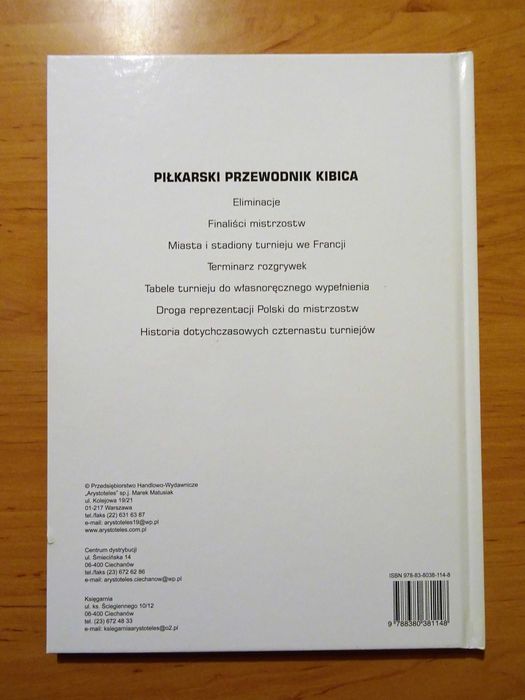 PIŁKARSKI PRZEWODNIK KIBICA
Eliminacje
Finaliści mistrzostw
Miasta i stadiony turnieju we Francji
Terminarz rozgrywek
Tabele turnieju do własnoręcznego wypełnienia
Droga reprezentacji Polski do mistrzostw
Historia dotychczasowych czternastu turniejów
© Przedsiębiorstwo Handlowo-Wydawnicze
„Arystoteles” sp.j. Marek Matusiak
ul. Kolejowa 19/21
01-217 Warszawa
tel./faks (22) 631 63 87
e-mail: arystoteles19@wp.pl
www.arystoteles.com.pl
Centrum dystrybucji
ul. Śmiecińska 14
06-400 Ciechanów
tel./faks (23) 672 62 86
e-mail: arystoteles.ciechanow@wp.pl
Księgarnia
ul. ks. Ściegiennego 10/12
06-400 Ciechanów
tel. (23) 672 48 33
e-mail: ksiegarniaarystoteles@o2.pl
ISBN 978-83-8038-114-8
9 788380 381148